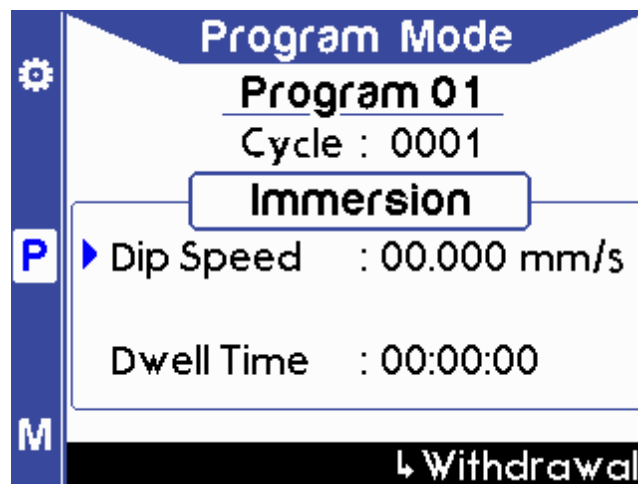 Program Mode
Program 01
Cycle : 0001
Immersion
P
Dip Speed : 00.000 mm/s
Dwell Time : 00:00:00
M
↳ Withdrawal